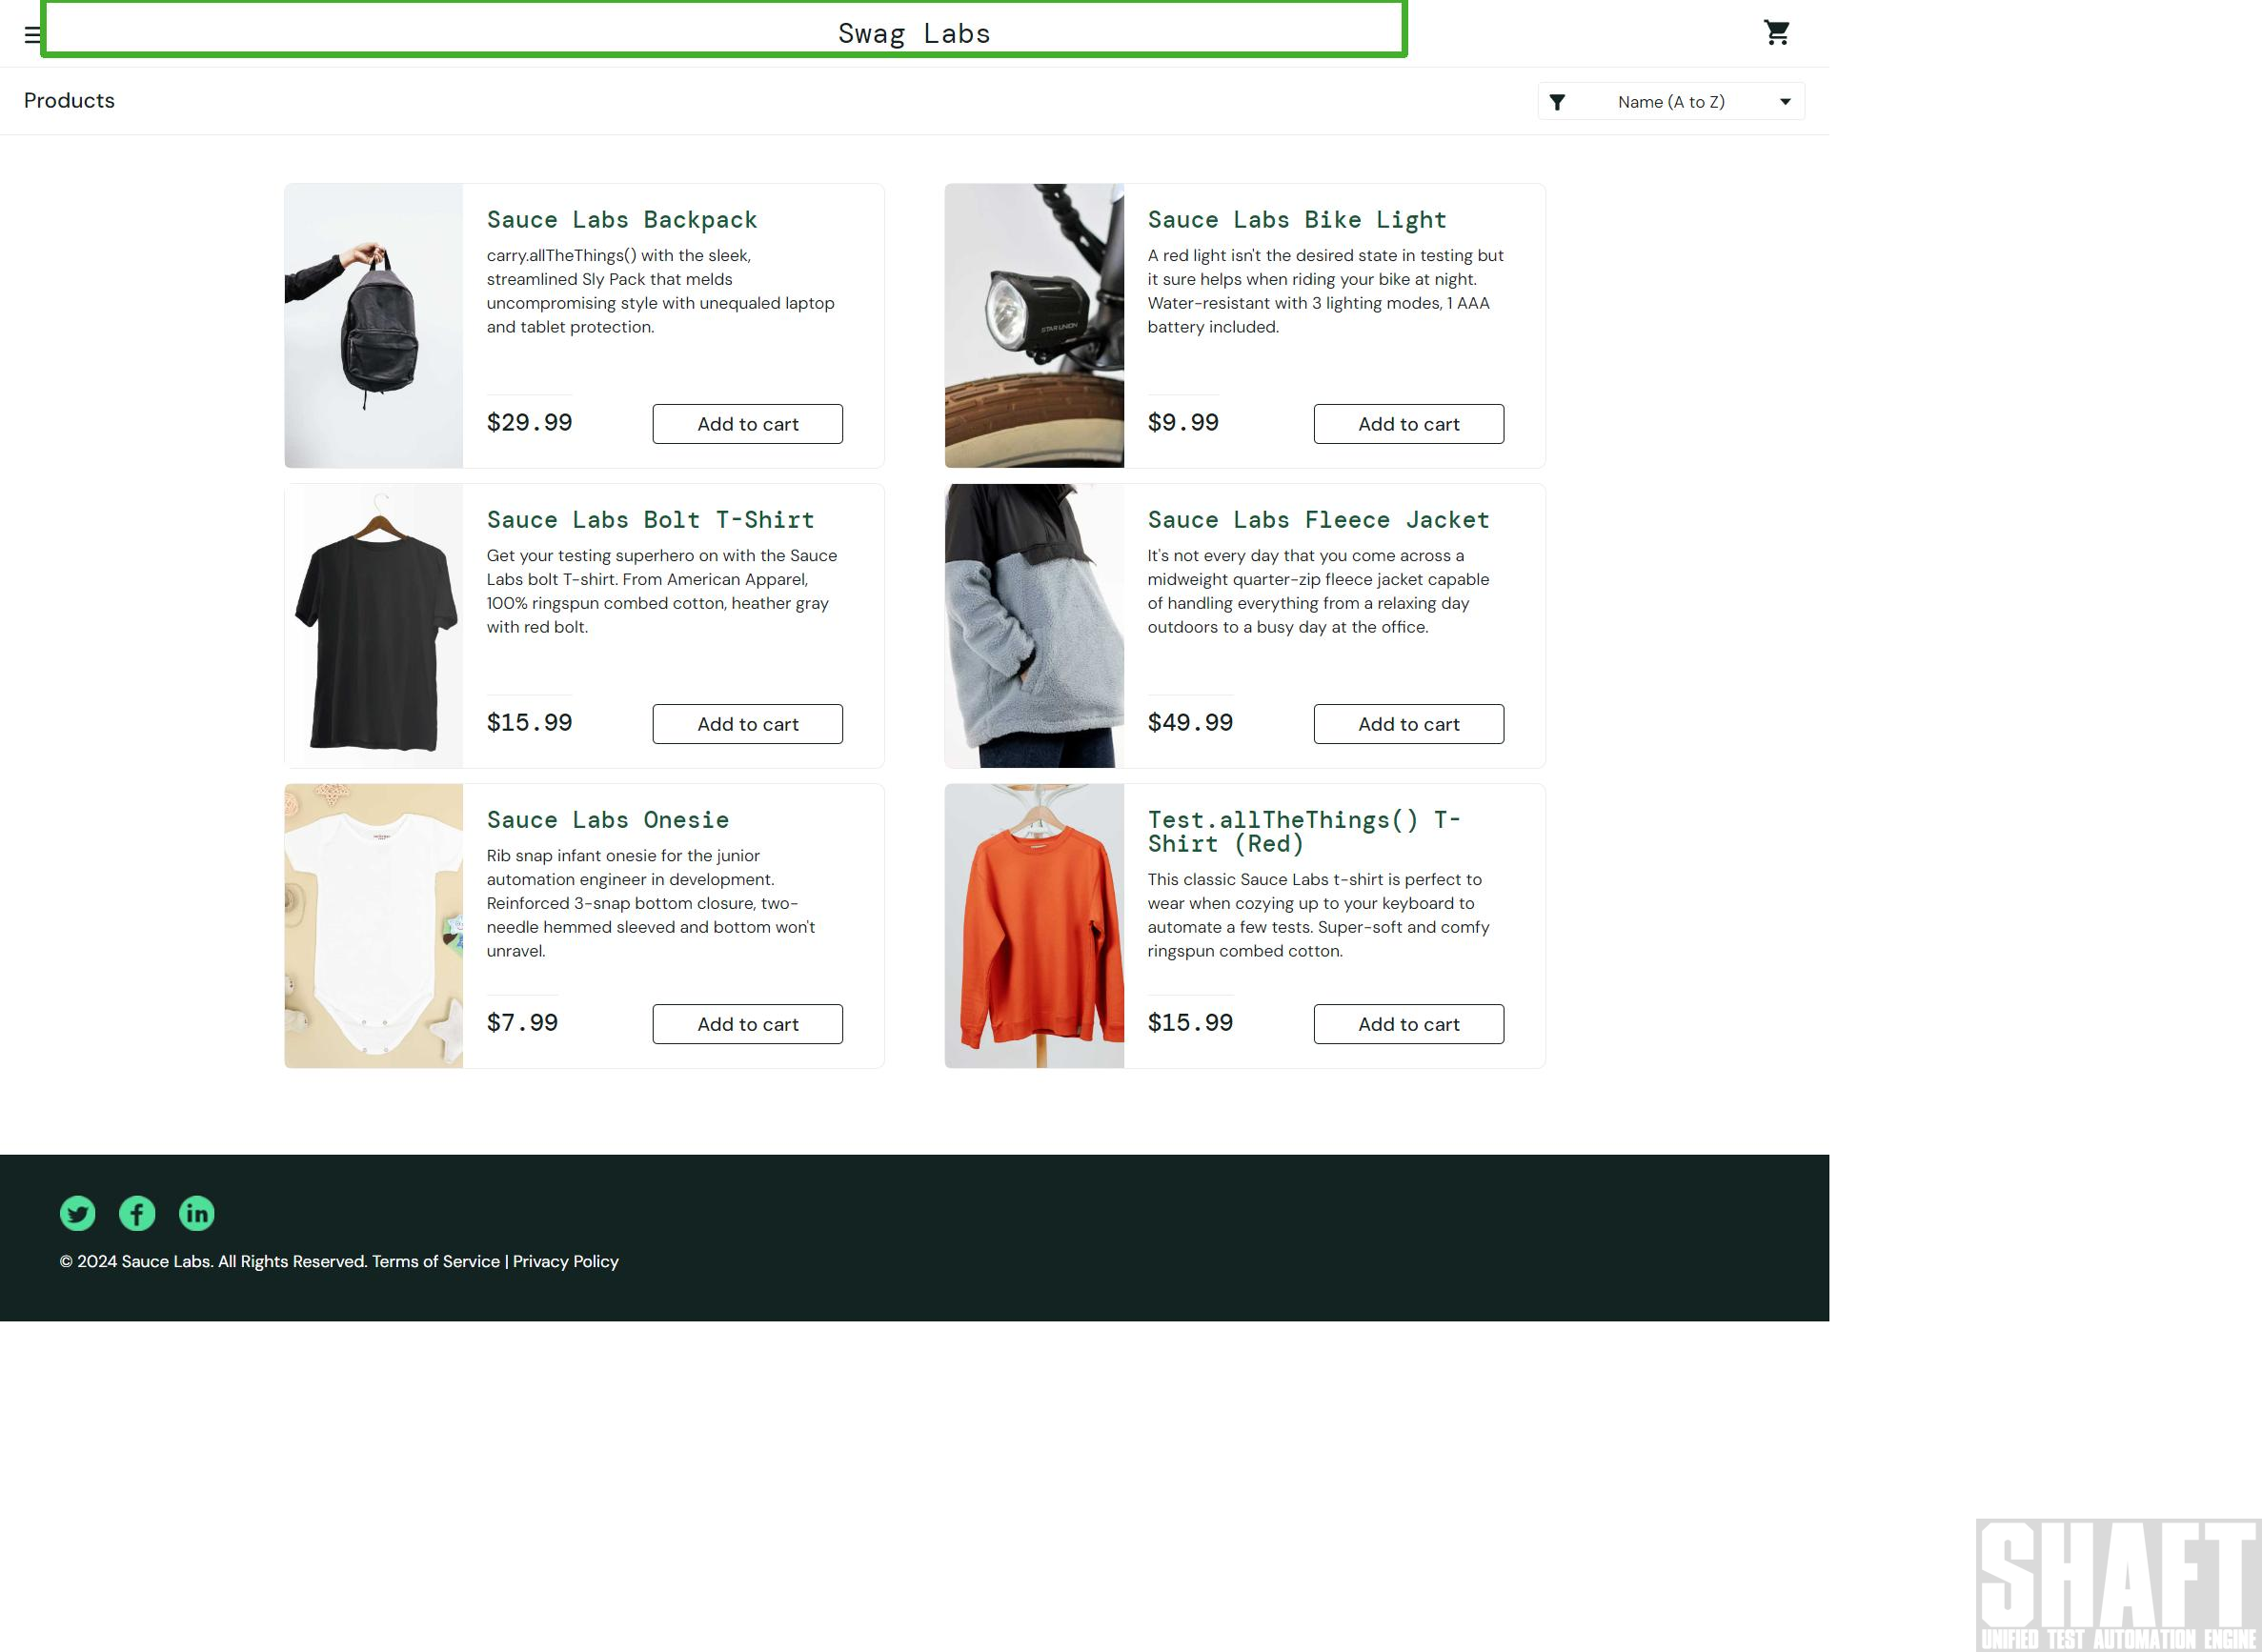 Swag Labs
Products
Name (A to Z)
Sauce Labs Backpack
carry.allTheThings() with the sleek,
streamlined Sly Pack that melds
uncompromising style with unequaled laptop
and tablet protection.
$29.99
Add to cart
Sauce Labs Bike Light
A red light isn't the desired state in testing but
it sure helps when riding your bike at night.
Water-resistant with 3 lighting modes, 1 AAA
battery included.
STAR UNION
$9.99
Add to cart
Sauce Labs Bolt T-Shirt
Get your testing superhero on with the Sauce
Labs bolt T-shirt. From American Apparel,
100% ringspun combed cotton, heather gray
with red bolt.
$15.99
Add to cart
Sauce Labs Fleece Jacket
It's not every day that you come across a
midweight quarter-zip fleece jacket capable
of handling everything from a relaxing day
outdoors to a busy day at the office.
$49.99
Add to cart
Sauce Labs Onesie
Rib snap infant onesie for the junior
automation engineer in development.
Reinforced 3-snap bottom closure, two-
needle hemmed sleeved and bottom won't
unravel.
$7.99
Add to cart
Test.allTheThings() T-
Shirt (Red)
This classic Sauce Labs t-shirt is perfect to
wear when cozying up to your keyboard to
automate a few tests. Super-soft and comfy
ringspun combed cotton.
$15.99
Add to cart
© 2024 Sauce Labs. All Rights Reserved. Terms of Service | Privacy Policy
SHAFT
UNIFIED TEST AUTOMATION ENGINE